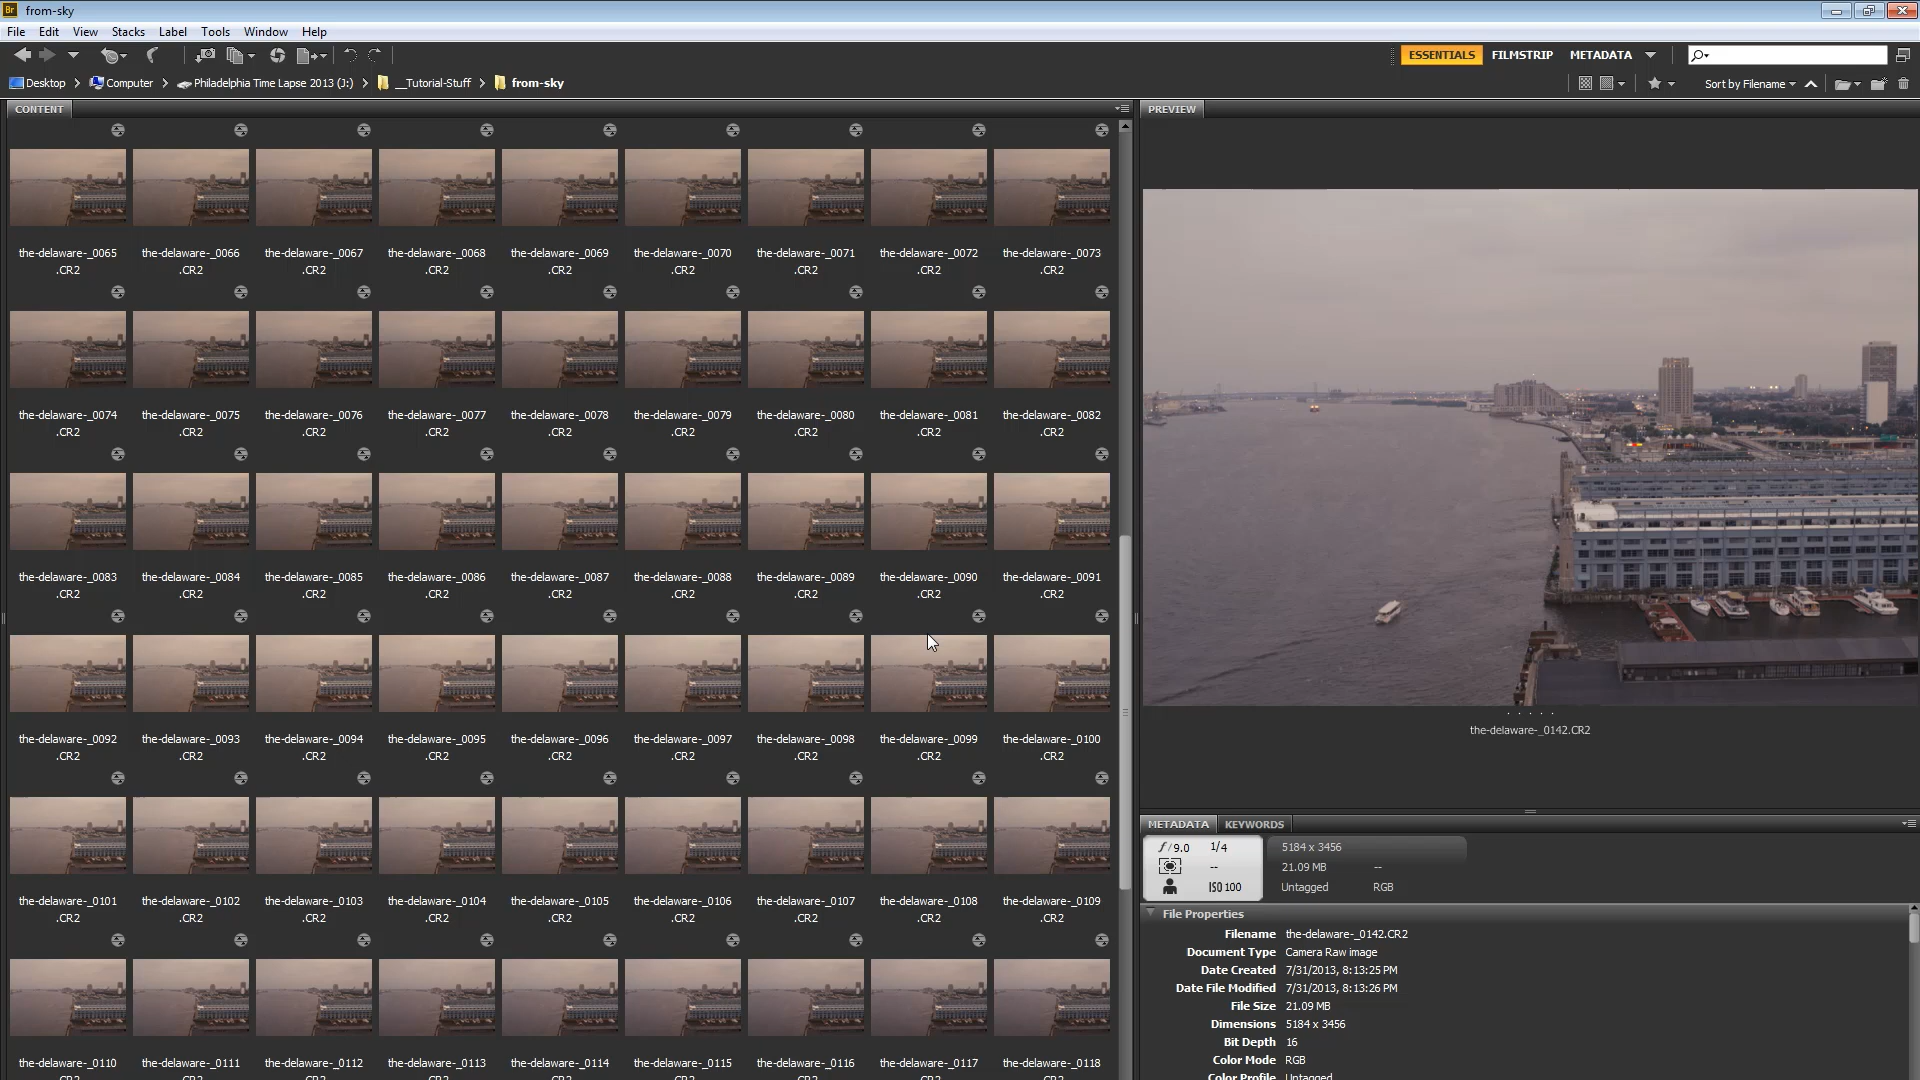 Br from-sky
File Edit View Stacks Label Tools Window Help
ESSENTIALS FILMSTRIP METADATA
Desktop Computer Philadelphia Time Lapse 2013 (J:) __Tutorial-Stuff from-sky
Sort by Filename
CONTENT
the-delaware-_0065 the-delaware-_0066 the-delaware-_0067 the-delaware-_0068 the-delaware-_0069 the-delaware-_0070 the-delaware-_0071 the-delaware-_0072 the-delaware-_0073
.CR2 .CR2 .CR2 .CR2 .CR2 .CR2 .CR2 .CR2 .CR2
the-delaware-_0074 the-delaware-_0075 the-delaware-_0076 the-delaware-_0077 the-delaware-_0078 the-delaware-_0079 the-delaware-_0080 the-delaware-_0081 the-delaware-_0082
.CR2 .CR2 .CR2 .CR2 .CR2 .CR2 .CR2 .CR2 .CR2
the-delaware-_0083 the-delaware-_0084 the-delaware-_0085 the-delaware-_0086 the-delaware-_0087 the-delaware-_0088 the-delaware-_0089 the-delaware-_0090 the-delaware-_0091
.CR2 .CR2 .CR2 .CR2 .CR2 .CR2 .CR2 .CR2 .CR2
the-delaware-_0092 the-delaware-_0093 the-delaware-_0094 the-delaware-_0095 the-delaware-_0096 the-delaware-_0097 the-delaware-_0098 the-delaware-_0099 the-delaware-_0100
.CR2 .CR2 .CR2 .CR2 .CR2 .CR2 .CR2 .CR2 .CR2
the-delaware-_0101 the-delaware-_0102 the-delaware-_0103 the-delaware-_0104 the-delaware-_0105 the-delaware-_0106 the-delaware-_0107 the-delaware-_0108 the-delaware-_0109
.CR2 .CR2 .CR2 .CR2 .CR2 .CR2 .CR2 .CR2 .CR2
the-delaware-_0110 the-delaware-_0111 the-delaware-_0112 the-delaware-_0113 the-delaware-_0114 the-delaware-_0115 the-delaware-_0116 the-delaware-_0117 the-delaware-_0118
.CR2 .CR2 .CR2 .CR2 .CR2 .CR2 .CR2 .CR2 .CR2
PREVIEW
the-delaware-_0142.CR2
METADATA KEYWORDS
f/9.0 1/4 5184 x 3456
-- 21.09 MB --
ISO 100 Untagged RGB
File Properties
Filename the-delaware-_0142.CR2
Document Type Camera Raw image
Date Created 7/31/2013, 8:13:25 PM
Date File Modified 7/31/2013, 8:13:26 PM
File Size 21.09 MB
Dimensions 5184 x 3456
Bit Depth 16
Color Mode RGB
Color Profile Untagged